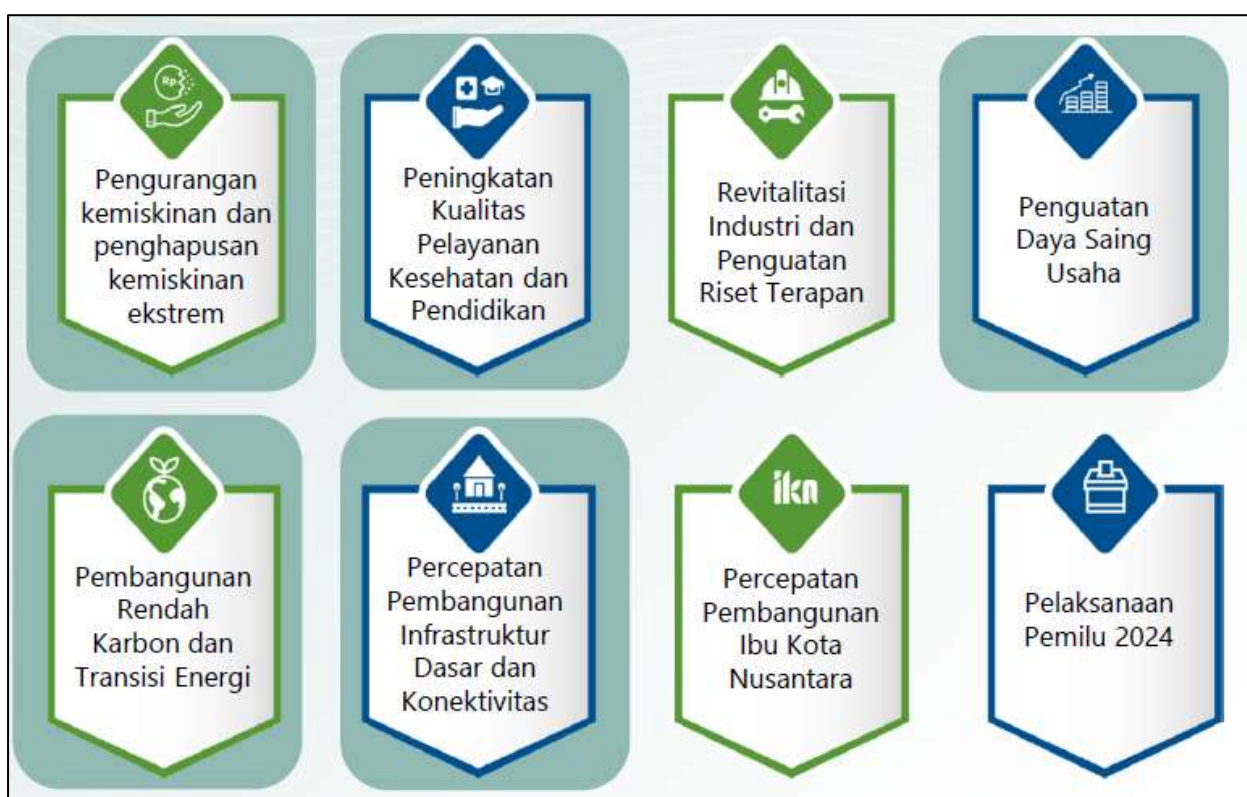 Rp
Pengurangan
kemiskinan dan
penghapusan
kemiskinan
ekstrem
Peningkatan
Kualitas
Pelayanan
Kesehatan dan
Pendidikan
Revitalitasi
Industri dan
Penguatan
Riset Terapan
Penguatan
Daya Saing
Usaha
Pembangunan
Rendah
Karbon dan
Transisi Energi
Percepatan
Pembangunan
Infrastruktur
Dasar dan
Konektivitas
ikn
Percepatan
Pembangunan
Ibu Kota
Nusantara
Pelaksanaan
Pemilu 2024